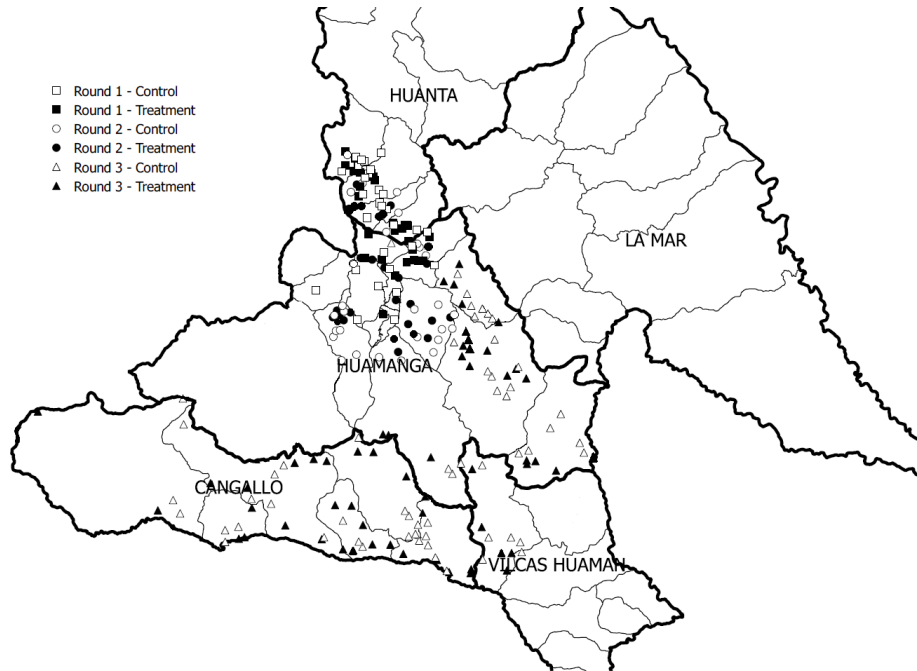 HUANTA
Round 1 - Control
Round 1 - Treatment
Round 2 - Control
Round 2 - Treatment
Round 3 - Control
Round 3 - Treatment
LA MAR
HUAMANGA
CANGALLO
VILCAS HUAMAN